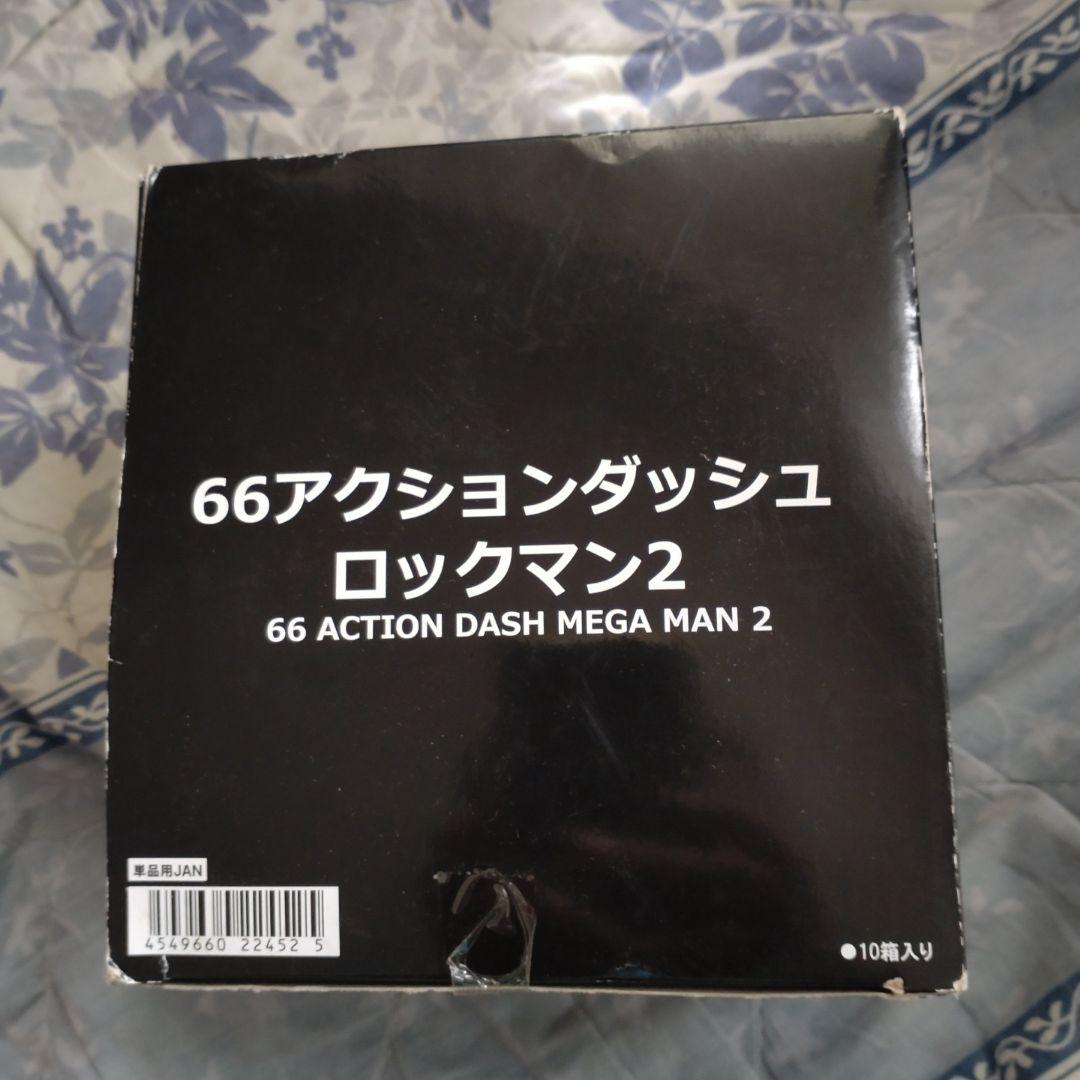 66アクションダッシュ
ロックマン2
66 ACTION DASH MEGA MAN 2
単品用JAN
4549660 22452 5
●10箱入り